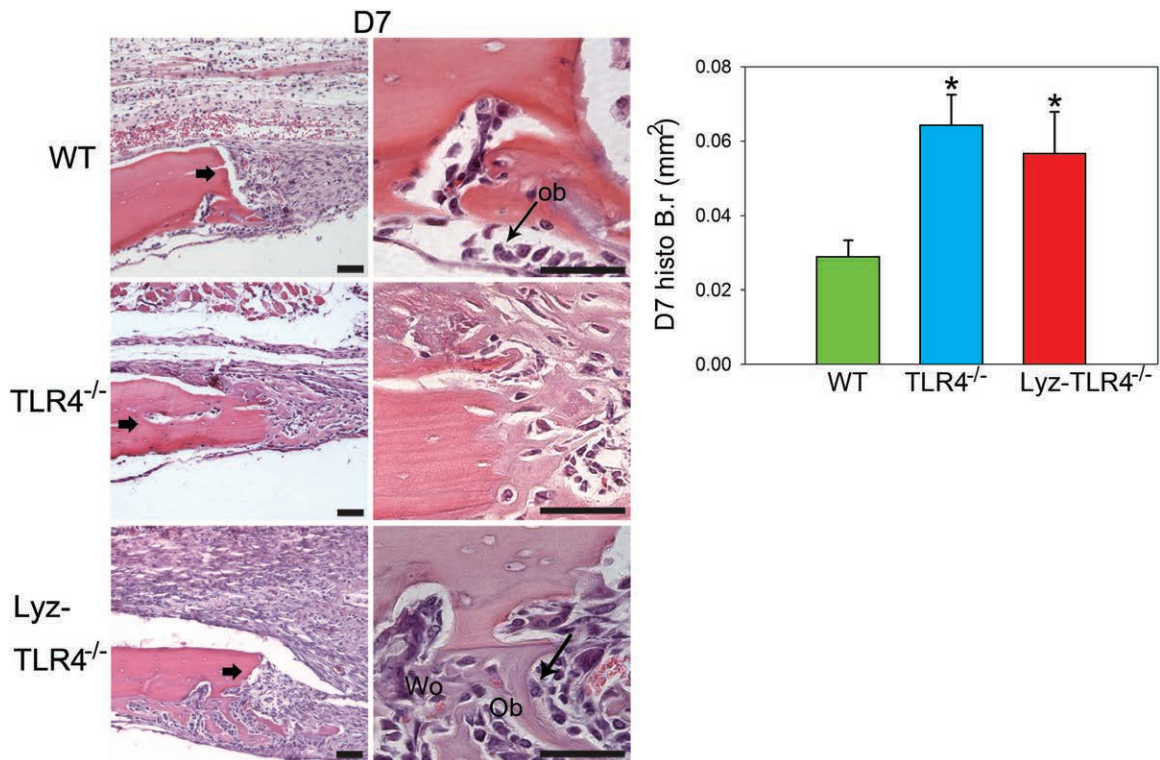 D7
WT
ob
TLR4-/-
Lyz-
TLR4-/-
Wo
Ob
D7 histo B.r (mm2)
0.08
0.06
0.04
0.02
0.00
*
*
WT
TLR4-/-
Lyz-TLR4-/-